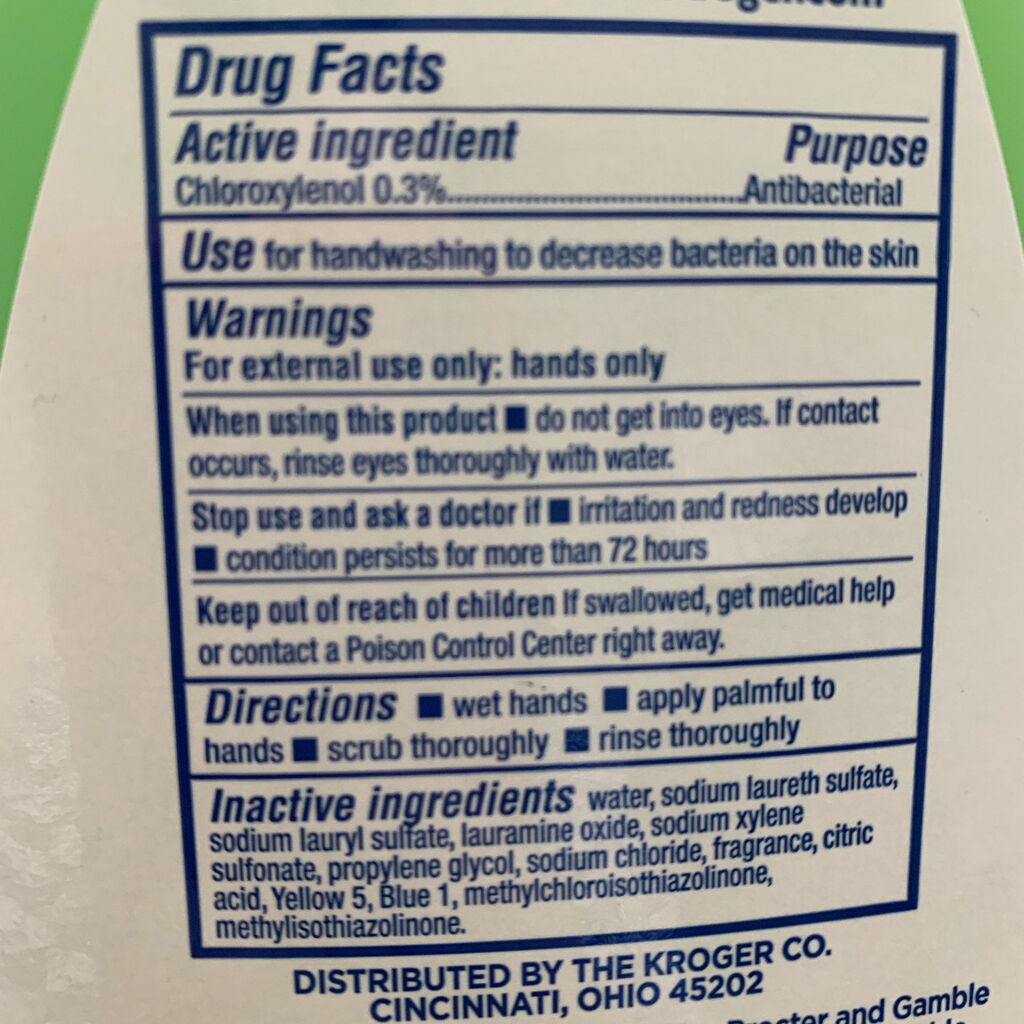 Drug Facts
Active ingredient Purpose
Chloroxylenol 0.3%......................................Antibacterial
Use for handwashing to decrease bacteria on the skin
Warnings
For external use only: hands only
When using this product ■ do not get into eyes. If contact
occurs, rinse eyes thoroughly with water.
Stop use and ask a doctor if ■ irritation and redness develop
■ condition persists for more than 72 hours
Keep out of reach of children If swallowed, get medical help
or contact a Poison Control Center right away.
Directions ■ wet hands ■ apply palmful to
hands ■ scrub thoroughly ■ rinse thoroughly
Inactive ingredients water, sodium laureth sulfate,
sodium lauryl sulfate, lauramine oxide, sodium xylene
sulfonate, propylene glycol, sodium chloride, fragrance, citric
acid, Yellow 5, Blue 1, methylchloroisothiazolinone,
methylisothiazolinone.
DISTRIBUTED BY THE KROGER CO.
CINCINNATI, OHIO 45202
and Gamble